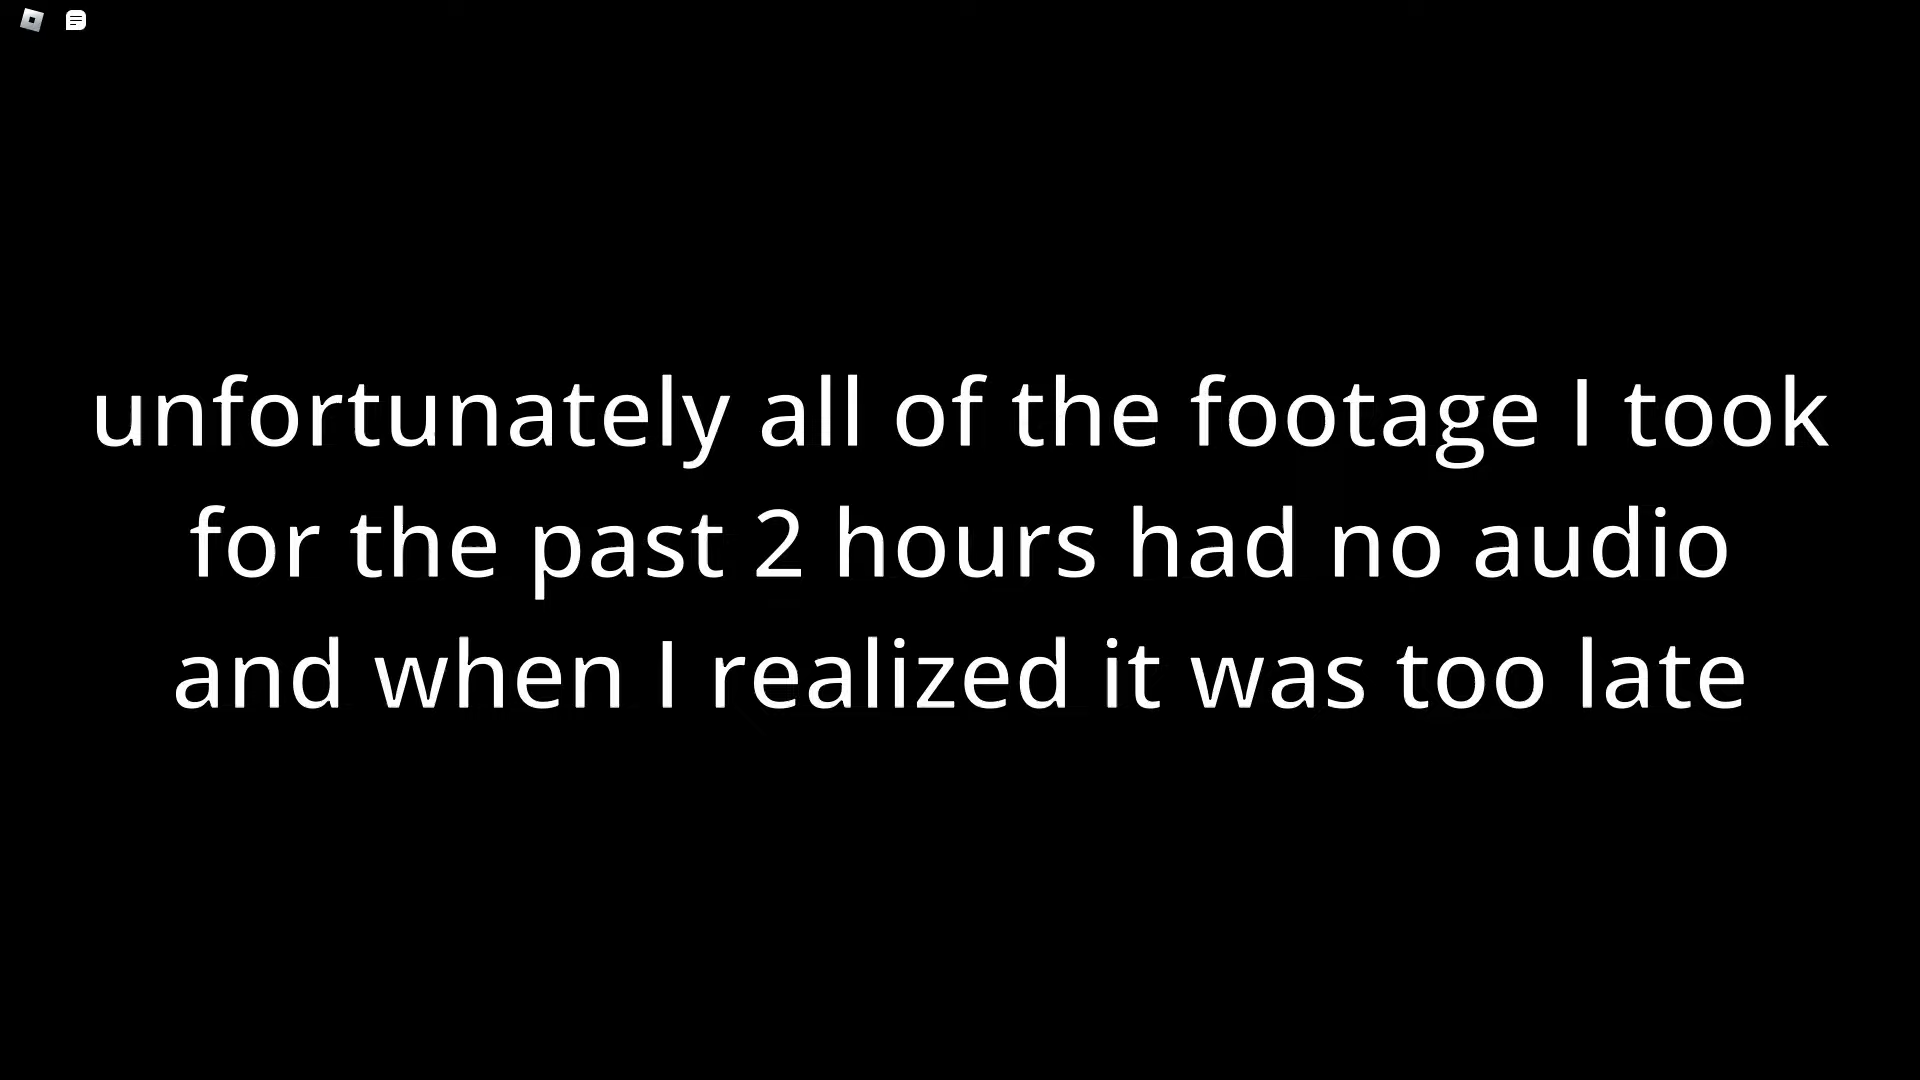 unfortunately all of the footage I took
for the past 2 hours had no audio
and when I realized it was too late